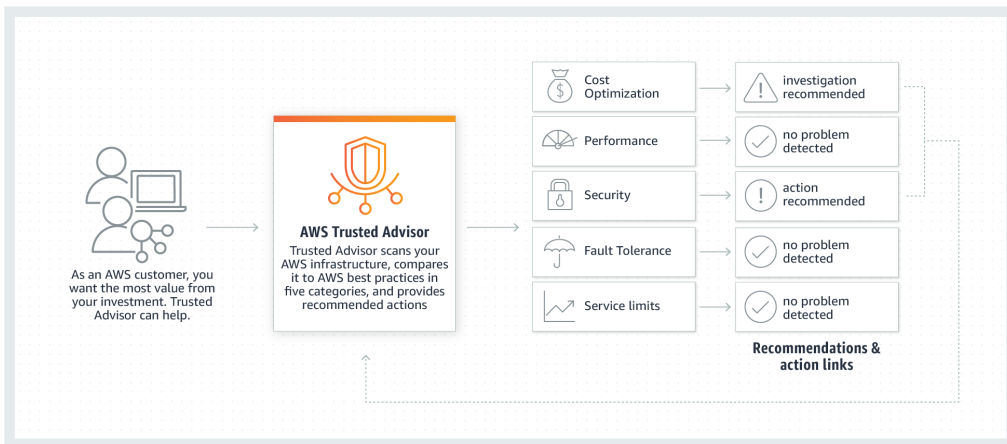 As an AWS customer, you
want the most value from
your investment. Trusted
Advisor can help.
AWS Trusted Advisor
Trusted Advisor scans your
AWS infrastructure, compares
it to AWS best practices in
five categories, and provides
recommended actions
Cost
Optimization
investigation
recommended
Performance
no problem
detected
Security
action
recommended
Fault Tolerance
no problem
detected
Service limits
no problem
detected
Recommendations &
action links